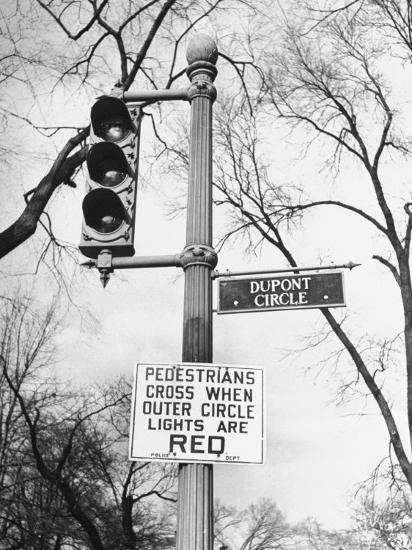 DUPONT
CIRCLE
PEDESTRIANS
CROSS WHEN
OUTER CIRCLE
LIGHTS ARE
RED
POLICE DEPT